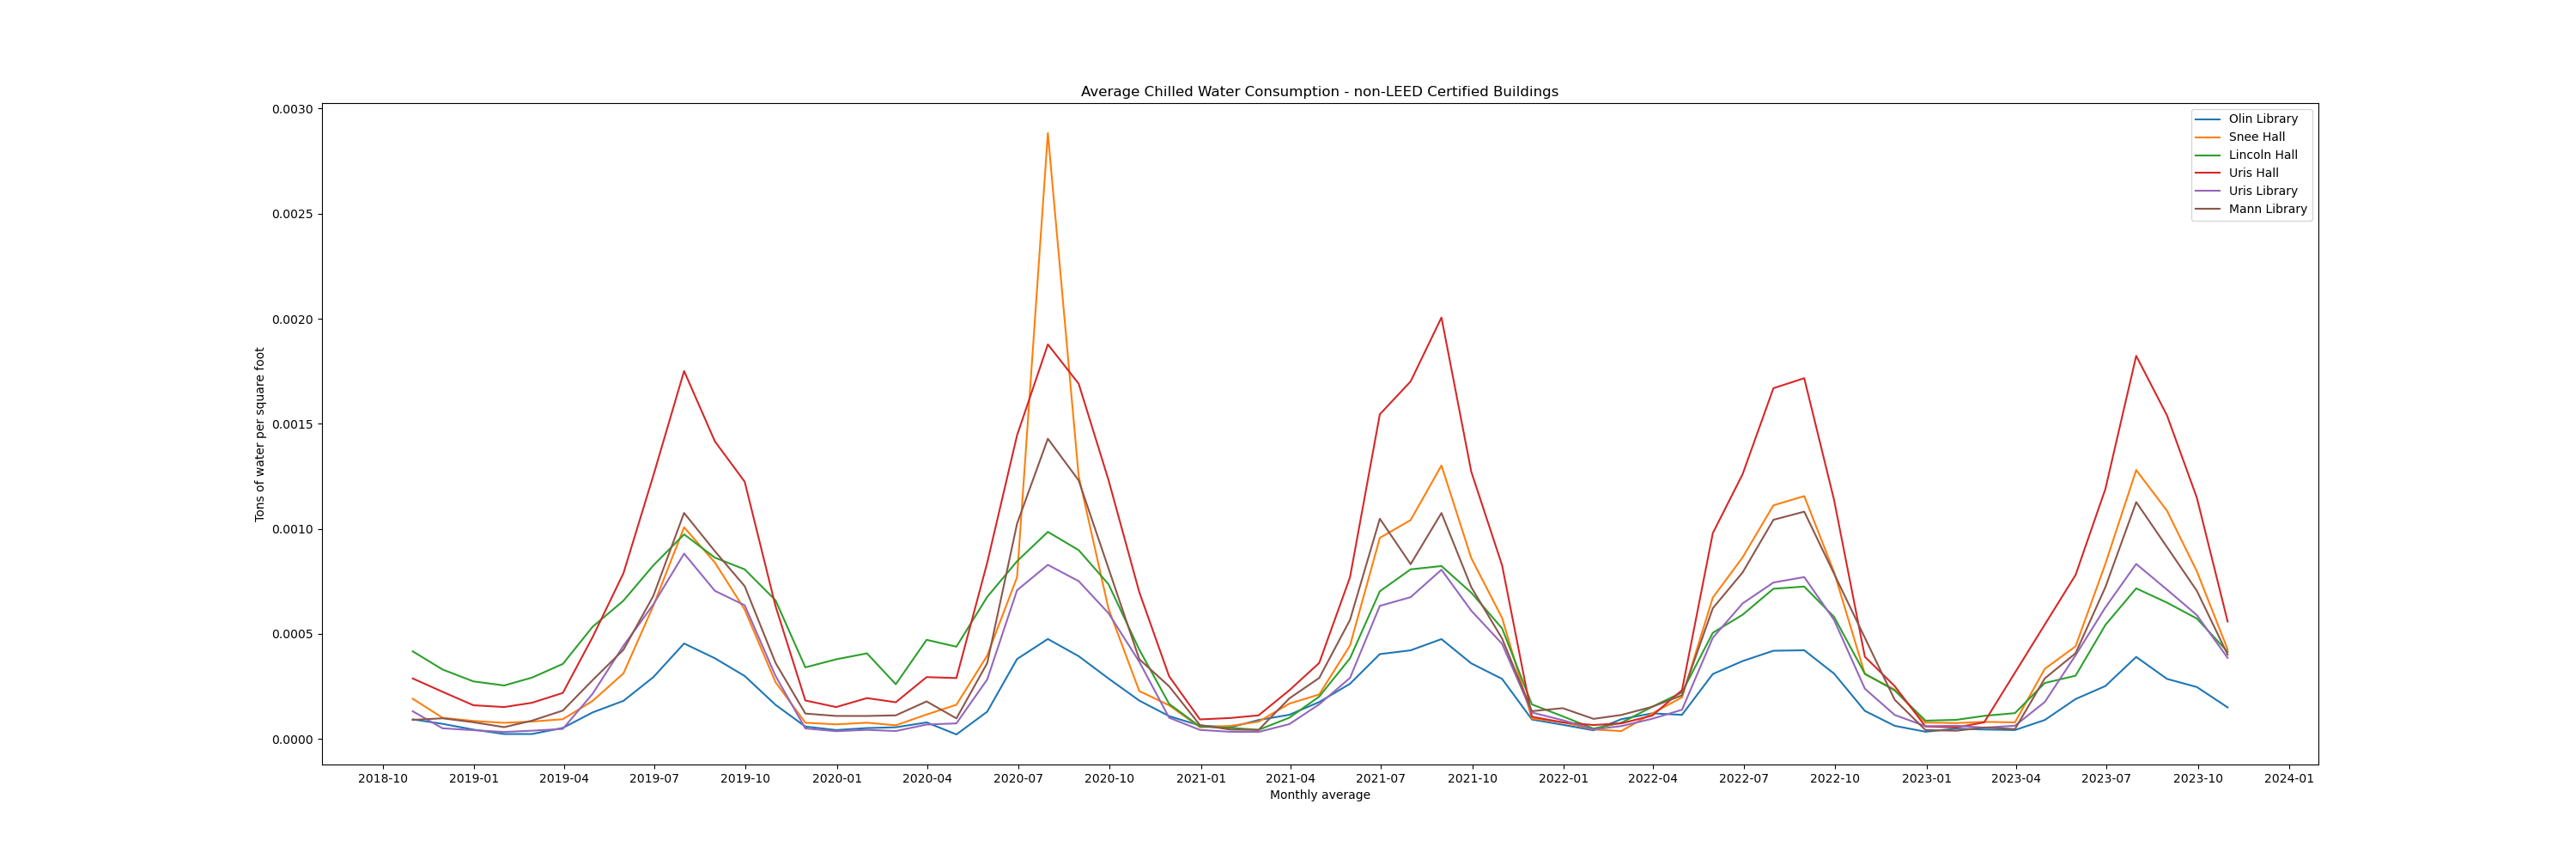 Average Chilled Water Consumption - non-LEED Certified Buildings
0.0030
0.0025
0.0020
0.0015
0.0010
0.0005
0.0000
Tons of water per square foot
Olin Library
Snee Hall
Lincoln Hall
Uris Hall
Uris Library
Mann Library
2018-10 2019-01 2019-04 2019-07 2019-10 2020-01 2020-04 2020-07 2020-10 2021-01 2021-04 2021-07 2021-10 2022-01 2022-04 2022-07 2022-10 2023-01 2023-04 2023-07 2023-10 2024-01
Monthly average